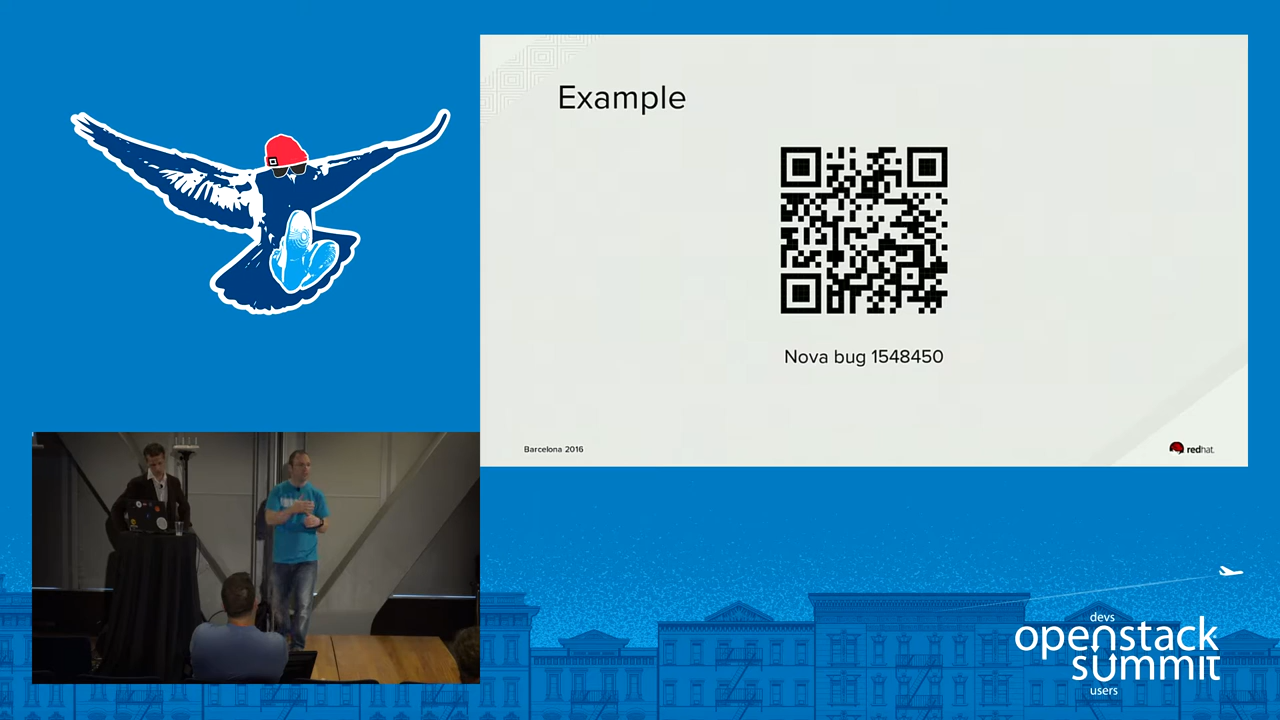 Example
Nova bug 1548450
Barcelona 2016
redhat.
devs
openstack
summit
users